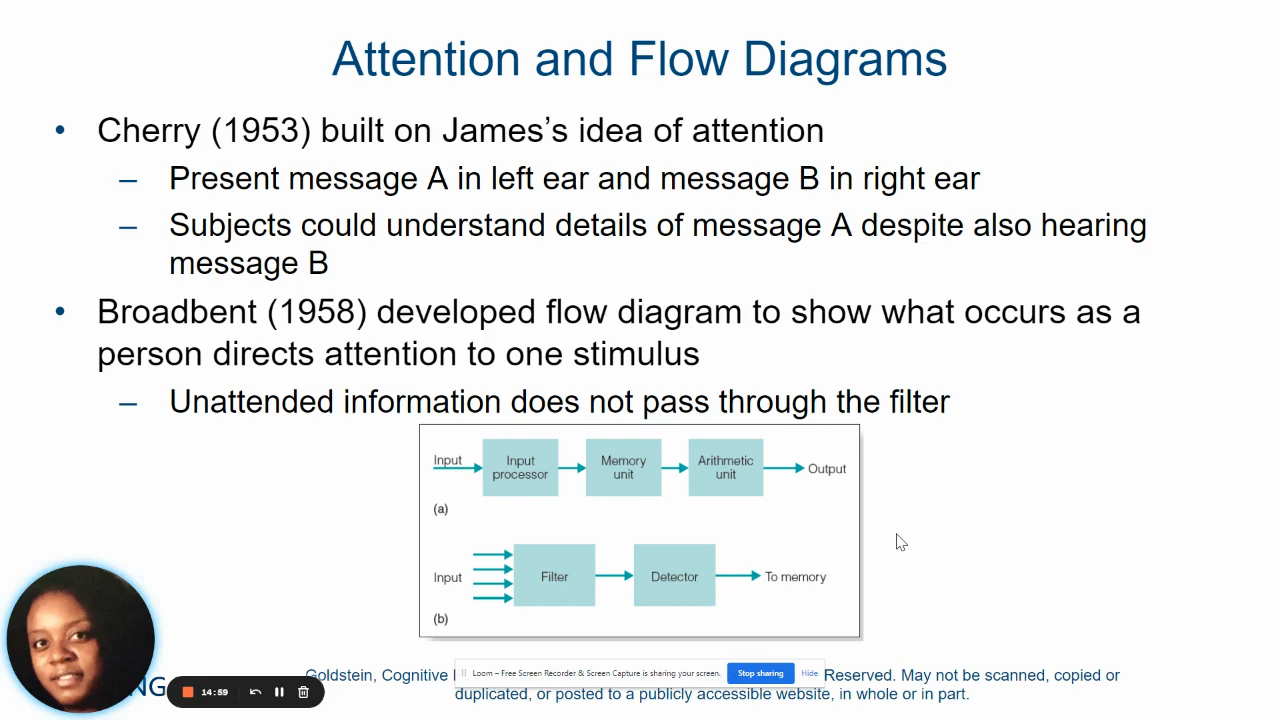 Attention and Flow Diagrams
• Cherry (1953) built on James’s idea of attention
– Present message A in left ear and message B in right ear
– Subjects could understand details of message A despite also hearing
message B
• Broadbent (1958) developed flow diagram to show what occurs as a
person directs attention to one stimulus
– Unattended information does not pass through the filter
Input
Input
processor
Memory
unit
Arithmetic
unit
Output
(a)
Input
Filter
Detector
To memory
(b)
NG
Goldstein, Cognitive
Reserved. May not be scanned, copied or
duplicated, or posted to a publicly accessible website, in whole or in part.
Loom – Free Screen Recorder & Screen Capture is sharing your screen.
Stop sharing
Hide
14:59